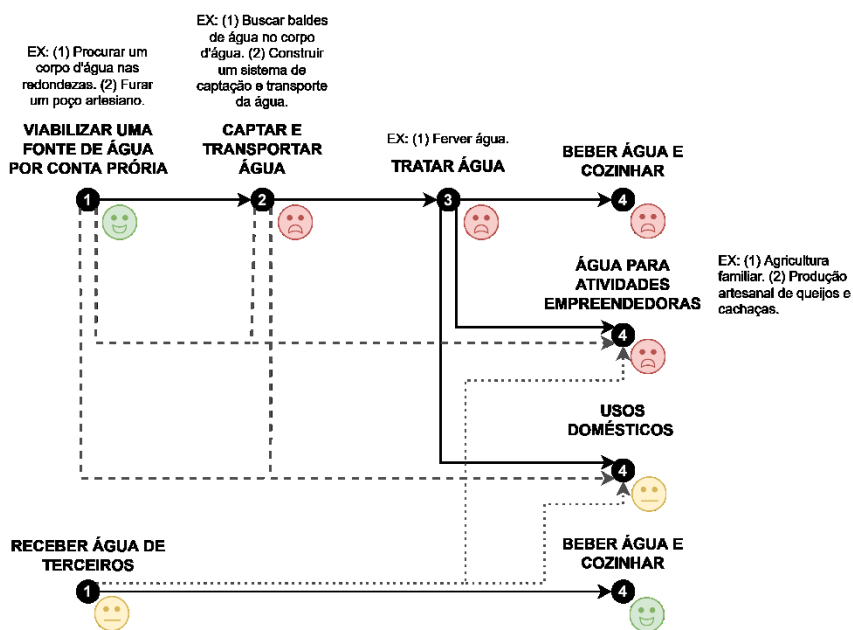 EX: (1) Procurar um
corpo d'água nas
redondezas. (2) Furar
um poço artesiano.
VIABILIZAR UMA
FONTE DE ÁGUA
POR CONTA PRÓRIA
1
EX: (1) Buscar baldes
de água no corpo
d'água. (2) Construir
um sistema de
captação e transporte
da água.
CAPTAR E
TRANSPORTAR
ÁGUA
2
EX: (1) Ferver água.
TRATAR ÁGUA
3
BEBER ÁGUA E
COZINHAR
4
ÁGUA PARA
ATIVIDADES
EMPREENDEDORAS
4
EX: (1) Agricultura
familiar. (2) Produção
artesanal de queijos e
cachaças.
USOS
DOMÉSTICOS
4
RECEBER ÁGUA DE
TERCEIROS
1
BEBER ÁGUA E
COZINHAR
4